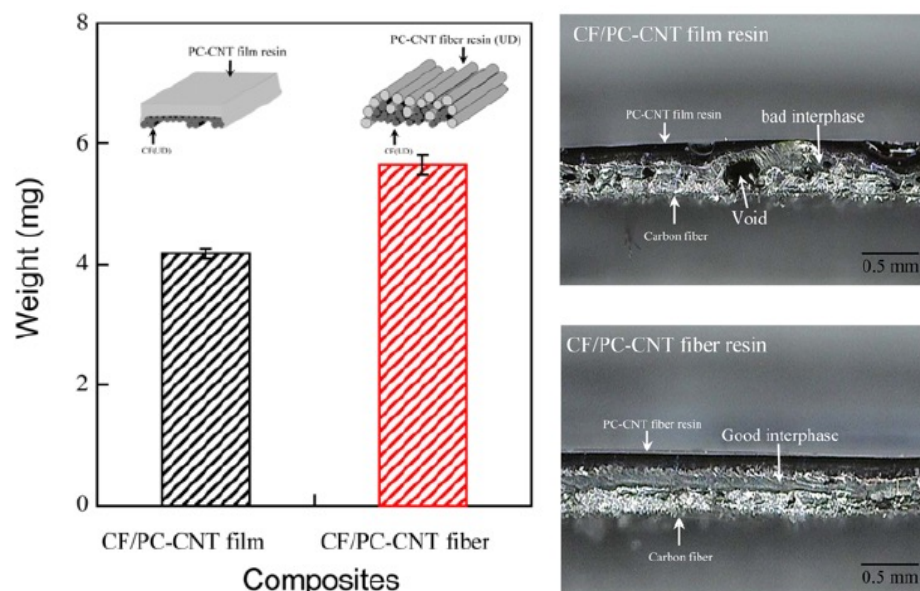 8
6
4
2
0
Weight (mg)
PC-CNT film resin
CF(UD)
PC-CNT fiber resin (UD)
CF(UD)
CF/PC-CNT film
CF/PC-CNT fiber
Composites
CF/PC-CNT film resin
PC-CNT film resin
bad interphase
Void
Carbon fiber
0.5 mm
CF/PC-CNT fiber resin
PC-CNT fiber resin
Good interphase
Carbon fiber
0.5 mm